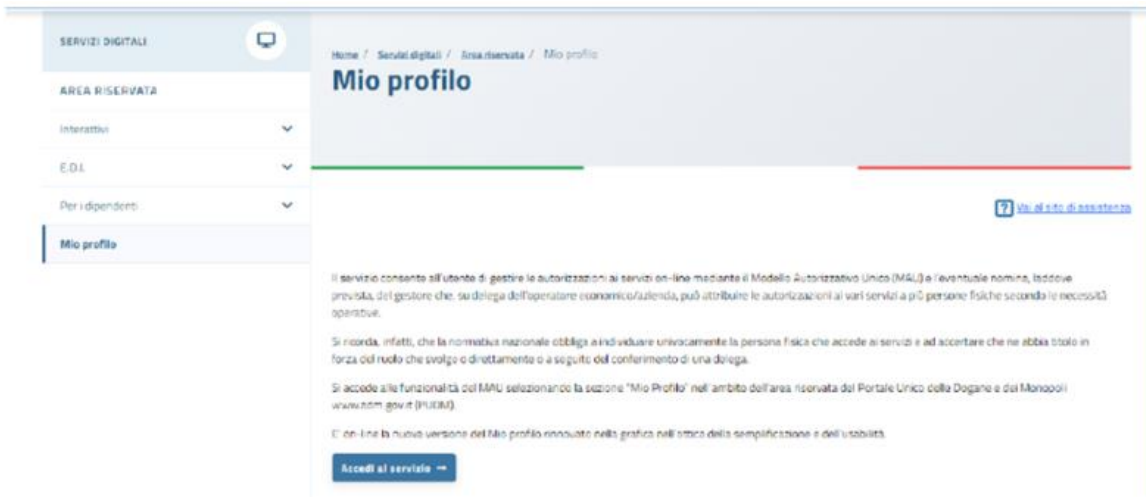 SERVIZI DIGITALI
AREA RISERVATA
Interattivi
E.D.I.
Per i dipendenti
Mio profilo
Home / Servizi digitali / Area riservata / Mio profilo
Mio profilo
? Vai al sito di assistenza
Il servizio consente all'utente di gestire le autorizzazioni ai servizi on-line mediante il Modello Autorizzativo Unico (MAU) e l'eventuale nomina, laddove
prevista, del gestore che, su delega dell'operatore economico/azienda, può attribuire le autorizzazioni ai vari servizi a più persone fisiche secondo le necessità
operative.
Si ricorda, infatti, che la normativa nazionale obbliga a individuare univocamente la persona fisica che accede ai servizi e ad accertare che ne abbia titolo in
forza del ruolo che svolge o direttamente o a seguito del conferimento di una delega.
Si accede alle funzionalità del MAU selezionando la sezione "Mio Profilo" nell'ambito dell'area riservata del Portale Unico delle Dogane e dei Monopoli
www.adm.gov.it (PUDM).
E' on-line la nuova versione del Mio profilo rinnovato nella grafica nell'ottica della semplificazione e dell'usabilità.
Accedi al servizio →